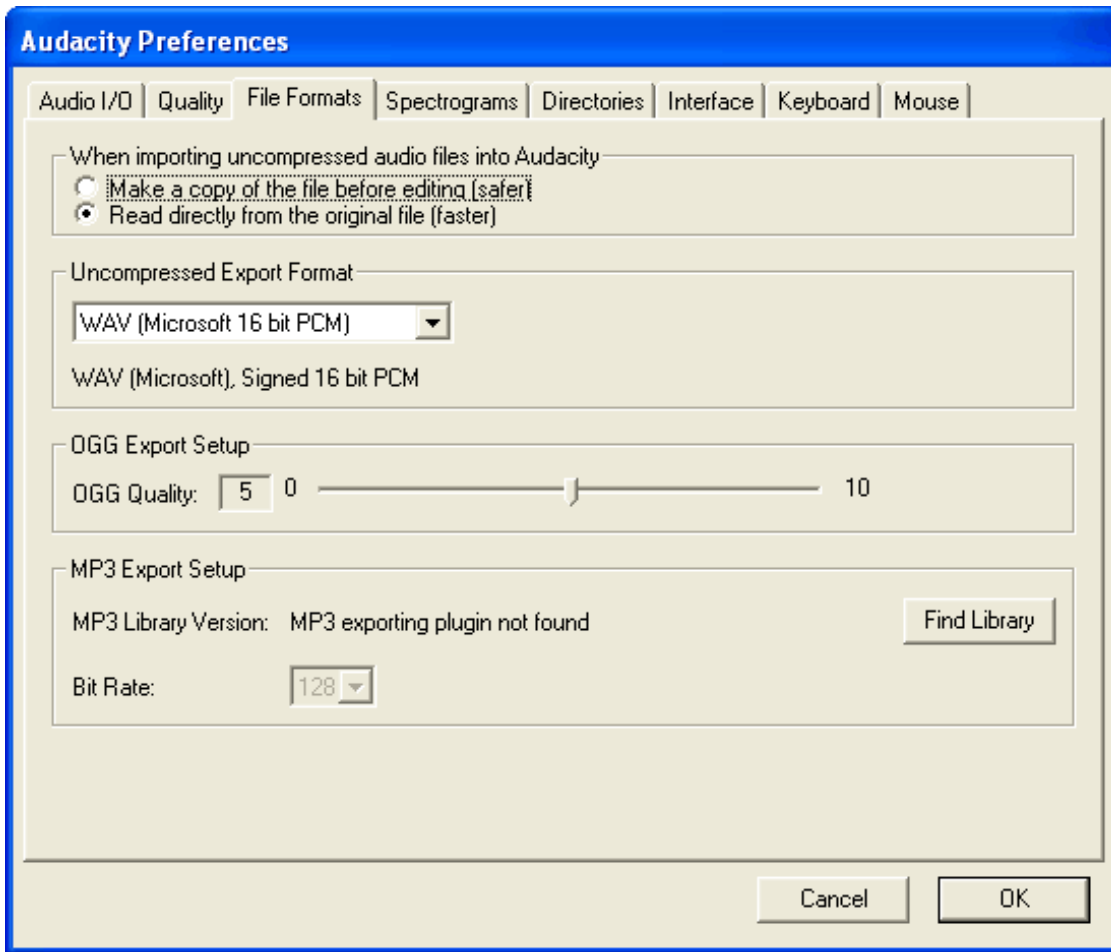 Audacity Preferences
Audio I/O Quality File Formats Spectrograms Directories Interface Keyboard Mouse
When importing uncompressed audio files into Audacity
Make a copy of the file before editing (safer)
Read directly from the original file (faster)
Uncompressed Export Format
WAV (Microsoft 16 bit PCM)
WAV (Microsoft), Signed 16 bit PCM
OGG Export Setup
OGG Quality: 5 0 10
MP3 Export Setup
MP3 Library Version: MP3 exporting plugin not found Find Library
Bit Rate: 128
Cancel OK